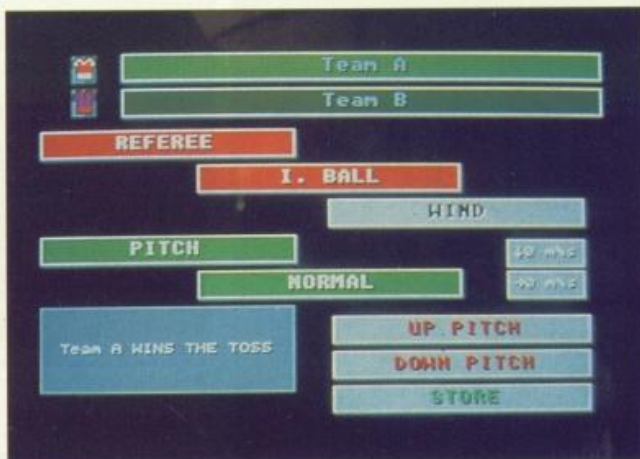 Team A
Team B
REFEREE
I. BALL
WIND
PITCH
NORMAL
Team A WINS THE TOSS
UP PITCH
DOWN PITCH
STORE